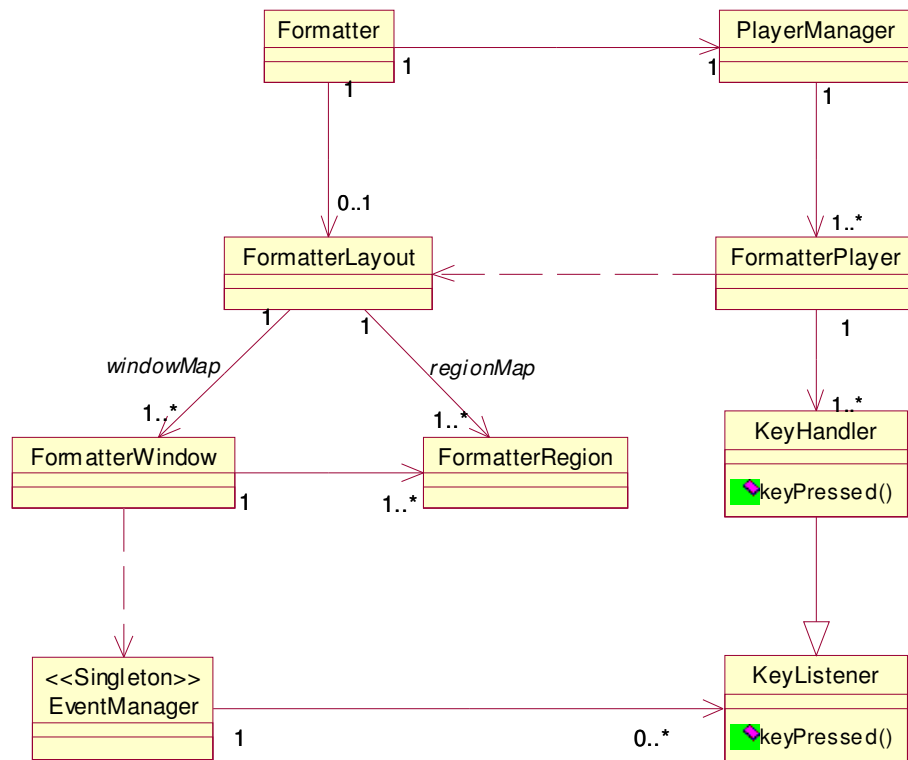 Formatter
PlayerManager
1
1
1
1
0..1
1..*
FormatterLayout
FormatterPlayer
1
1
1
windowMap
regionMap
1..*
1..*
1..*
FormatterWindow
FormatterRegion
KeyHandler
1
1..*
keyPressed()
<<Singleton>>
EventManager
KeyListener
1
0..*
keyPressed()